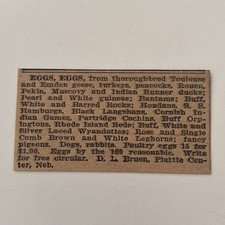 EGGS, EGGS, from thoroughbred Toulouse
and Emden geese, turkeys, peacocks, Rouen,
Pekin, Muscovy and Indian Runner ducks;
Pearl and White guineas; Bantams; Buff,
White and Barred Rocks; Houdans, S. S.
Hamburgs, Black Langshans, Cornish In-
dian Games, Partridge Cochins, Buff Orp-
ingtons, Rhode Island Reds; Buff, White and
Silver Laced Wyandottes; Rose and Single
Comb Brown and White Leghorns; fancy
pigeons. Dogs, rabbits. Poultry eggs 15 for
$1.00. Eggs by the 100 reasonable. Write
for free circular. D. L. Bruen, Platte Cen-
ter, Neb.